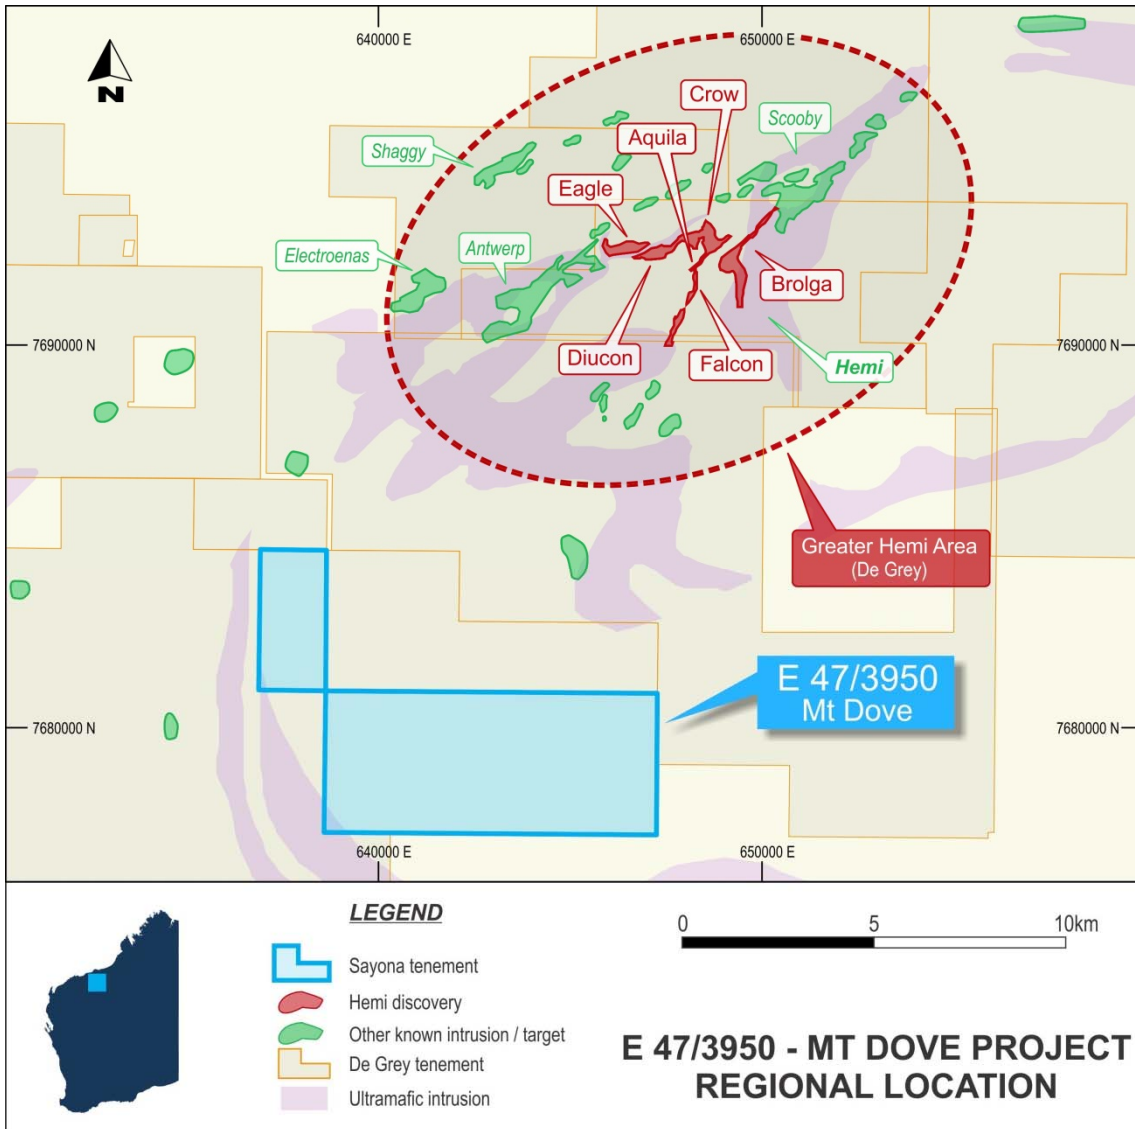 640000 E
650000 E
N
Crow
Scooby
Aquila
Shaggy
Eagle
Electroenas
Antwerp
Brolga
7690000 N
7690000 N
Diucon
Falcon
Hemi
Greater Hemi Area
(De Grey)
E 47/3950
Mt Dove
7680000 N
7680000 N
640000 E
650000 E
LEGEND
Sayona tenement
Hemi discovery
Other known intrusion / target
De Grey tenement
Ultramafic intrusion
0 5 10km
E 47/3950 - MT DOVE PROJECT
REGIONAL LOCATION